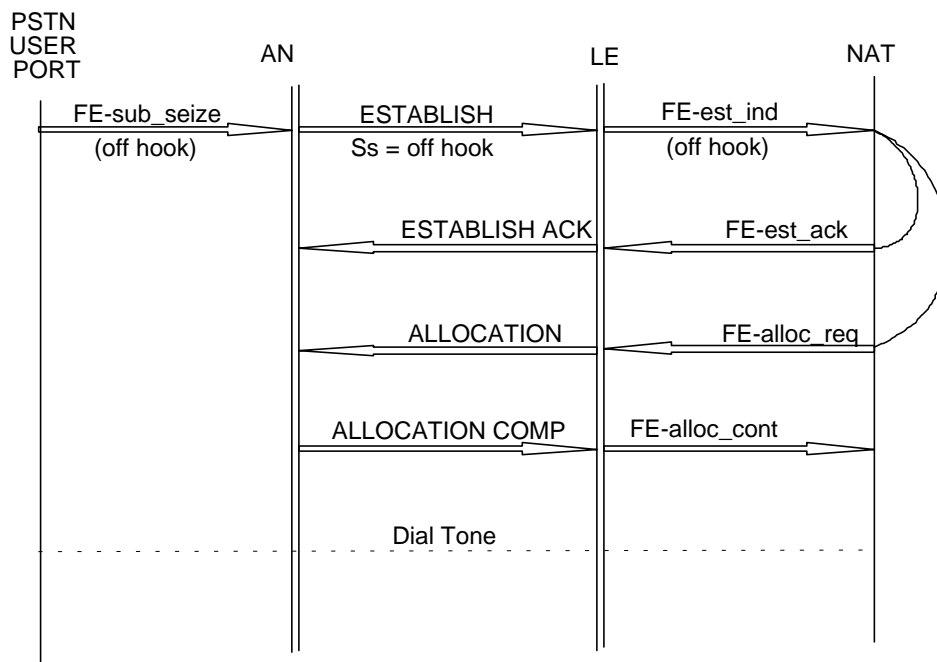 PSTN
USER
PORT
AN
LE
NAT
FE-sub_seize
ESTABLISH
FE-est_ind
(off hook)
Ss = off hook
(off hook)
ESTABLISH ACK
FE-est_ack
ALLOCATION
FE-alloc_req
ALLOCATION COMP
FE-alloc_cont
Dial Tone